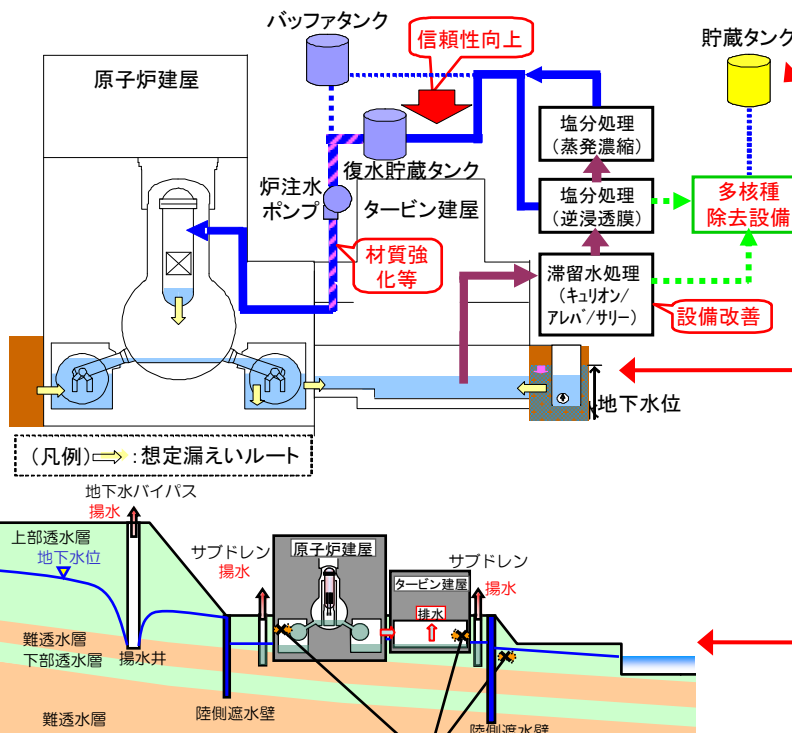 バッファタンク
信頼性向上
貯蔵タンク
原子炉建屋
塩分処理
(蒸発濃縮)
復水貯蔵タンク
炉注水
ポンプ
タービン建屋
塩分処理
(逆浸透膜)
多核種
除去設備
材質強
化等
滞留水処理
(キュリオン/
アレバ/サリー)
設備改善
地下水位
(凡例) :想定漏えいルート
地下水バイパス
揚水
上部透水層
地下水位
サブドレン
揚水
原子炉建屋
サブドレン
揚水
タービン建屋
排水
難透水層
下部透水層
揚水井
難透水層
陸側遮水壁
陸側遮水壁